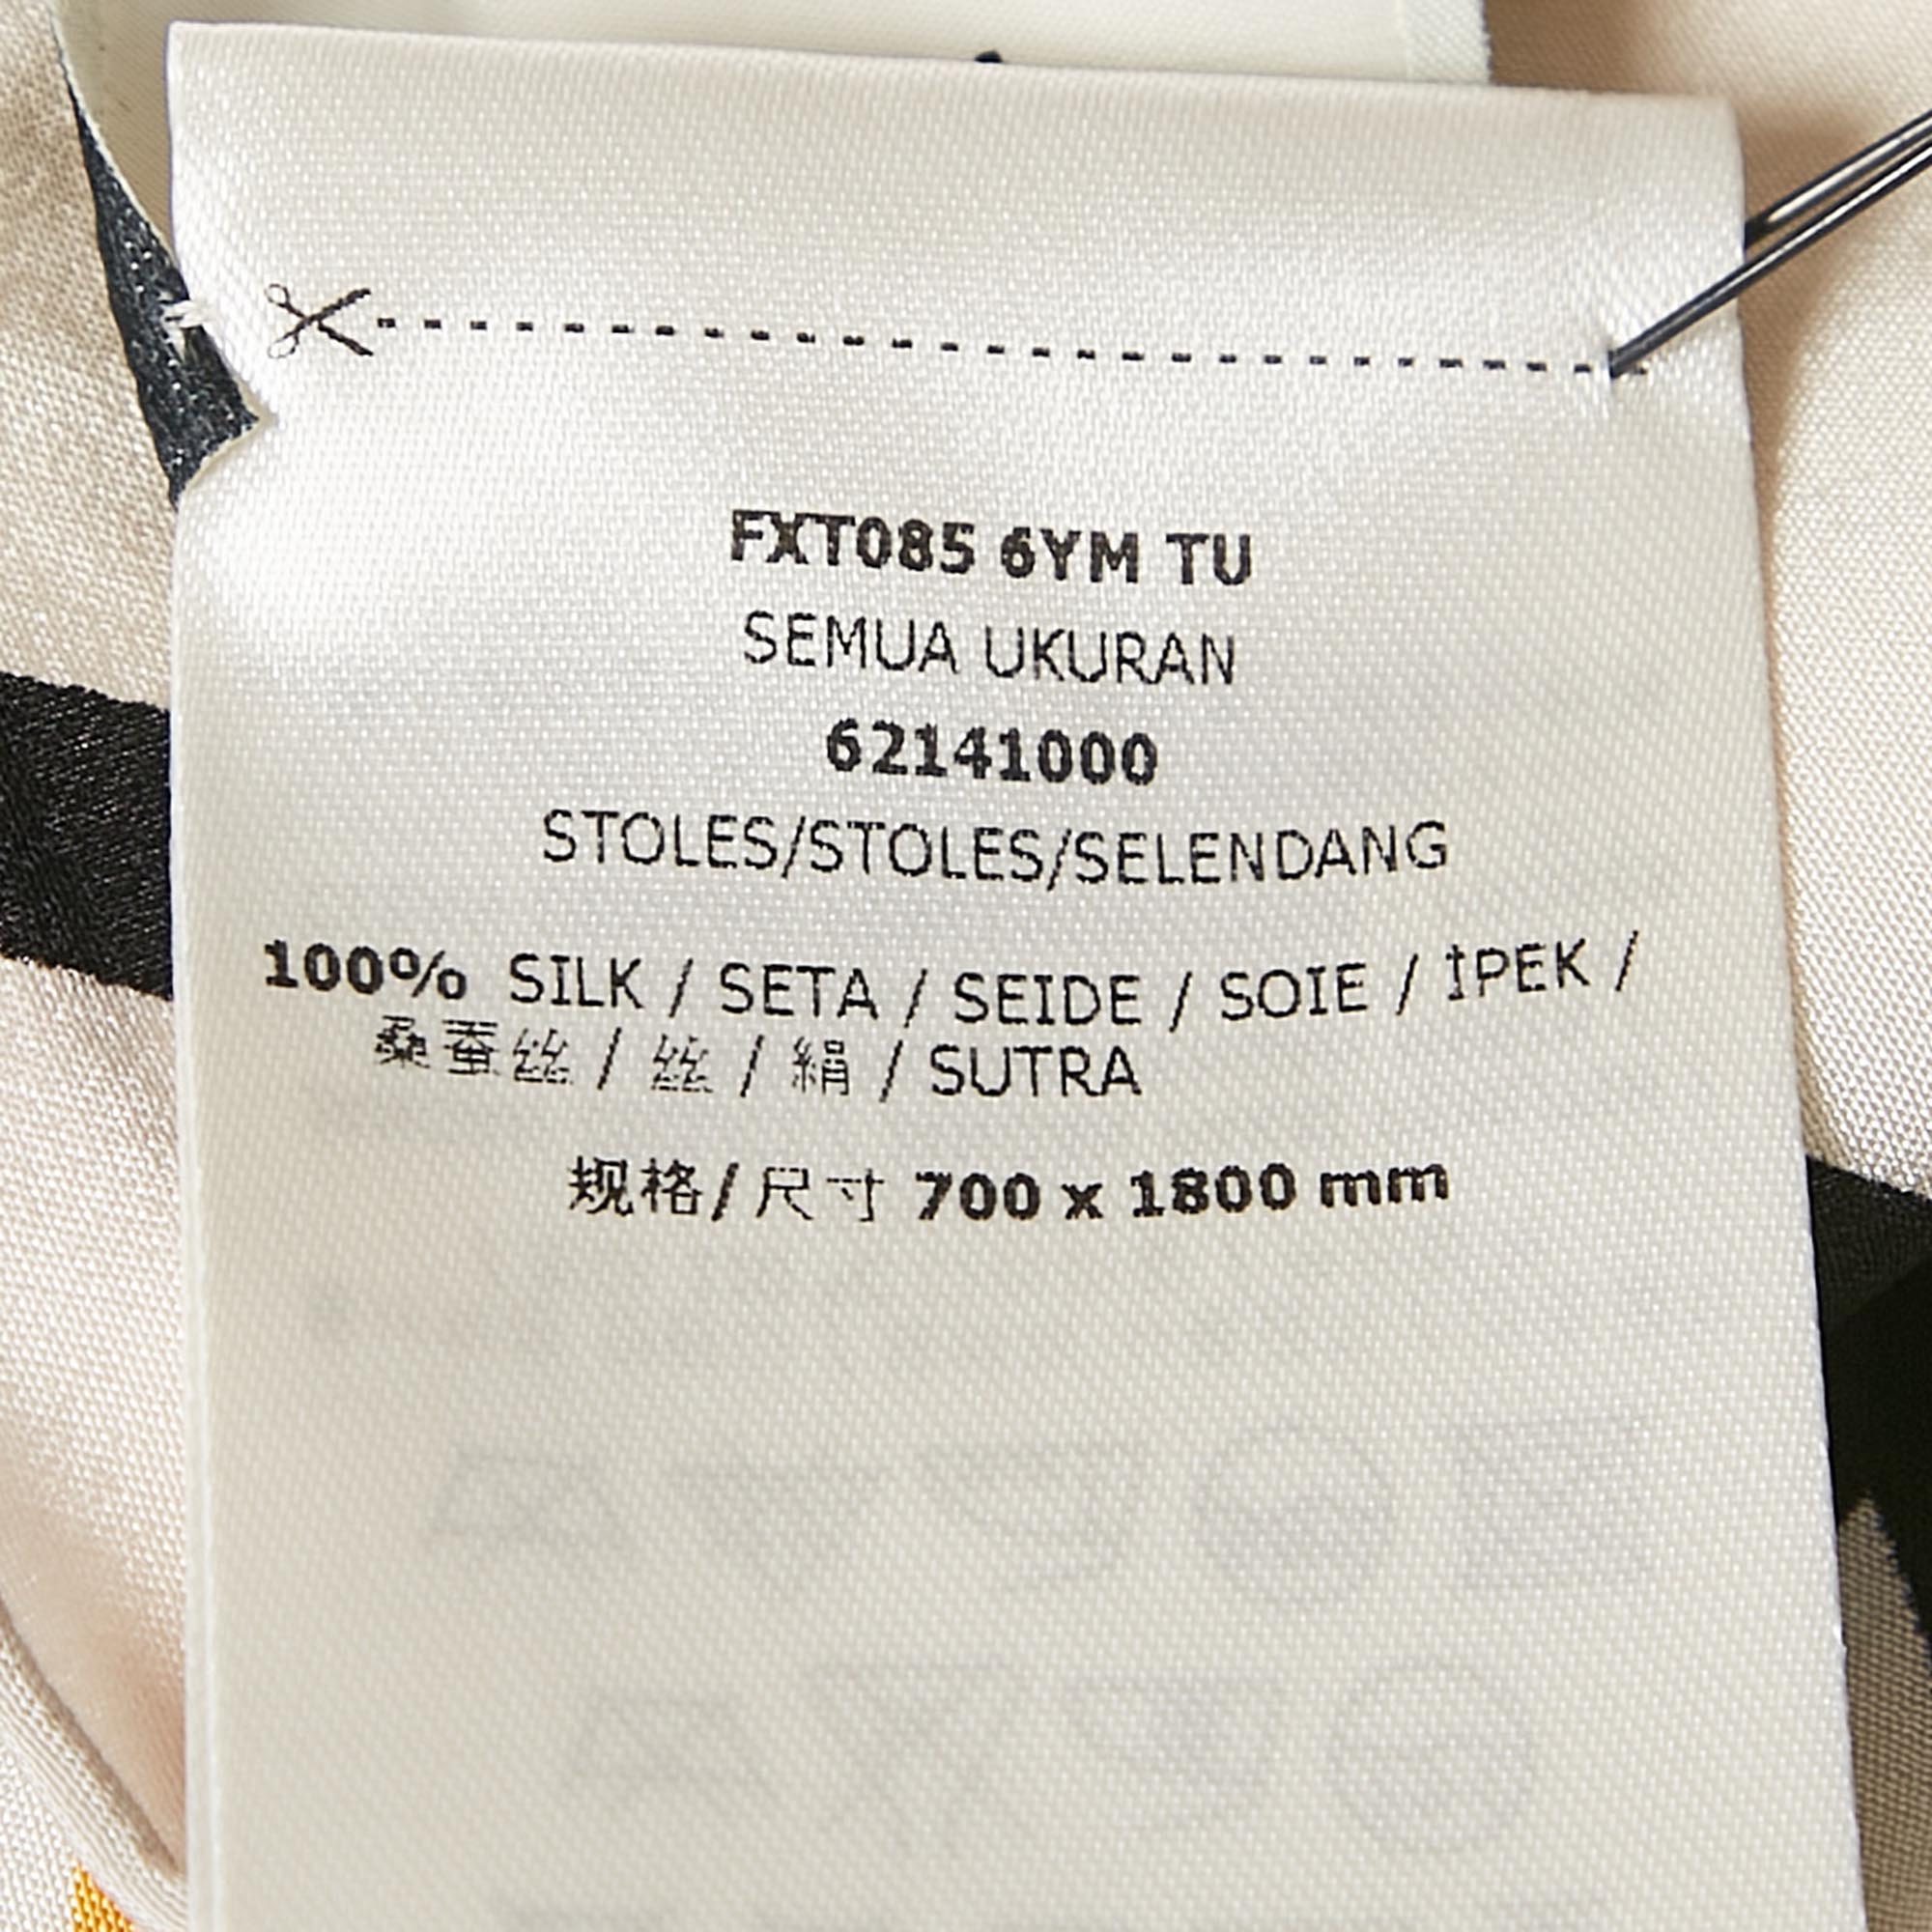 FXT085 6YM TU
SEMUA UKURAN
62141000
STOLES/STOLES/SELENDANG
100% SILK / SETA / SEIDE / SOIE / İPEK /
桑蚕丝 / 丝 / 絹 / SUTRA
规格/ 尺寸 700 x 1800 mm